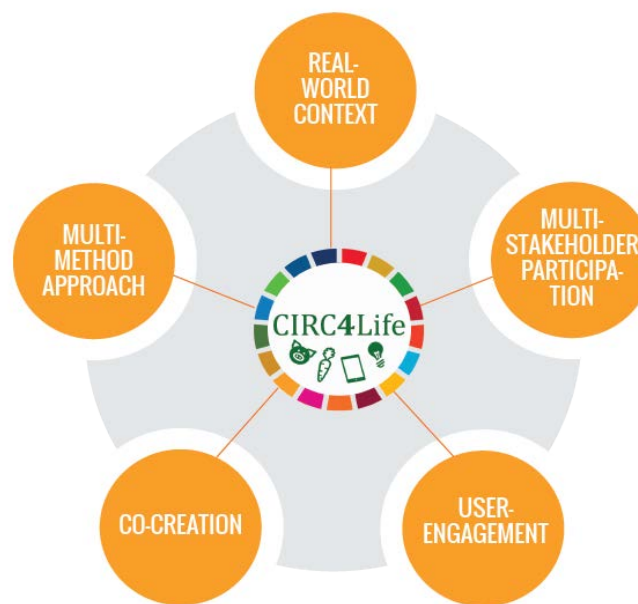 REAL-
WORLD
CONTEXT
MULTI-
METHOD
APPROACH
MULTI-
STAKEHOLDER
PARTICIPA-
TION
CIRC4Life
CO-CREATION
USER-
ENGAGEMENT